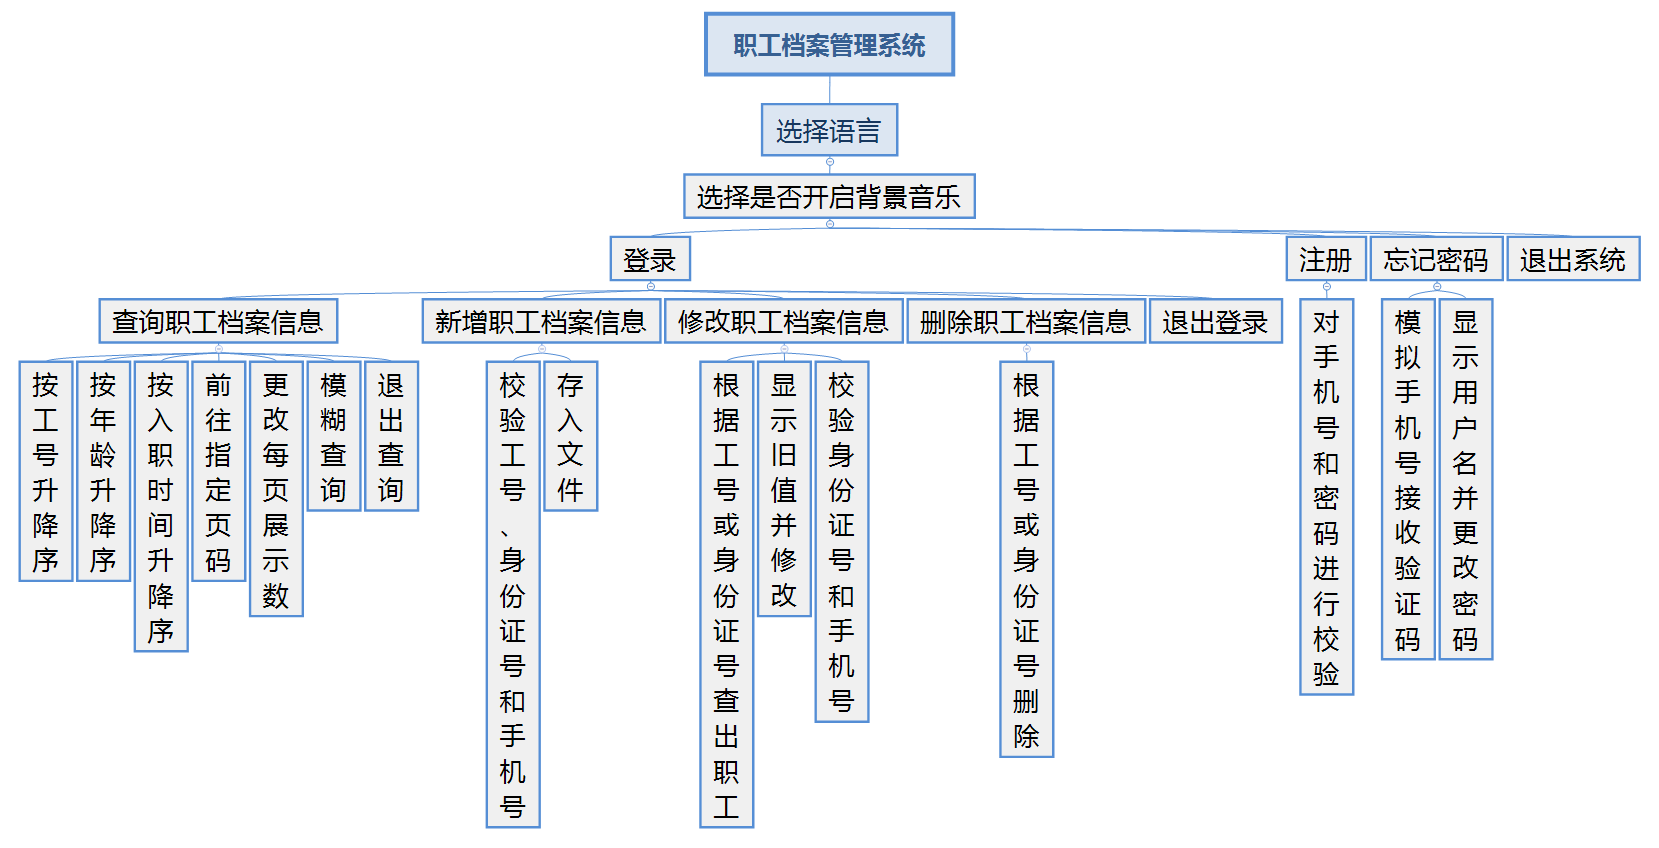 职工档案管理系统
选择语言
选择是否开启背景音乐
登录
注册
忘记密码
退出系统
查询职工档案信息
新增职工档案信息
修改职工档案信息
删除职工档案信息
退出登录
对手机号和密码进行校验
模拟手机号接收验证码
显示用户名并更改密码
按工号升降序
按年龄升降序
按入职时间升降序
前往指定页码
更改每页展示数
模糊查询
退出查询
校验工号、身份证号和手机号
存入文件
根据工号或身份证号查出职工
显示旧值并修改
校验身份证号和手机号
根据工号或身份证号删除